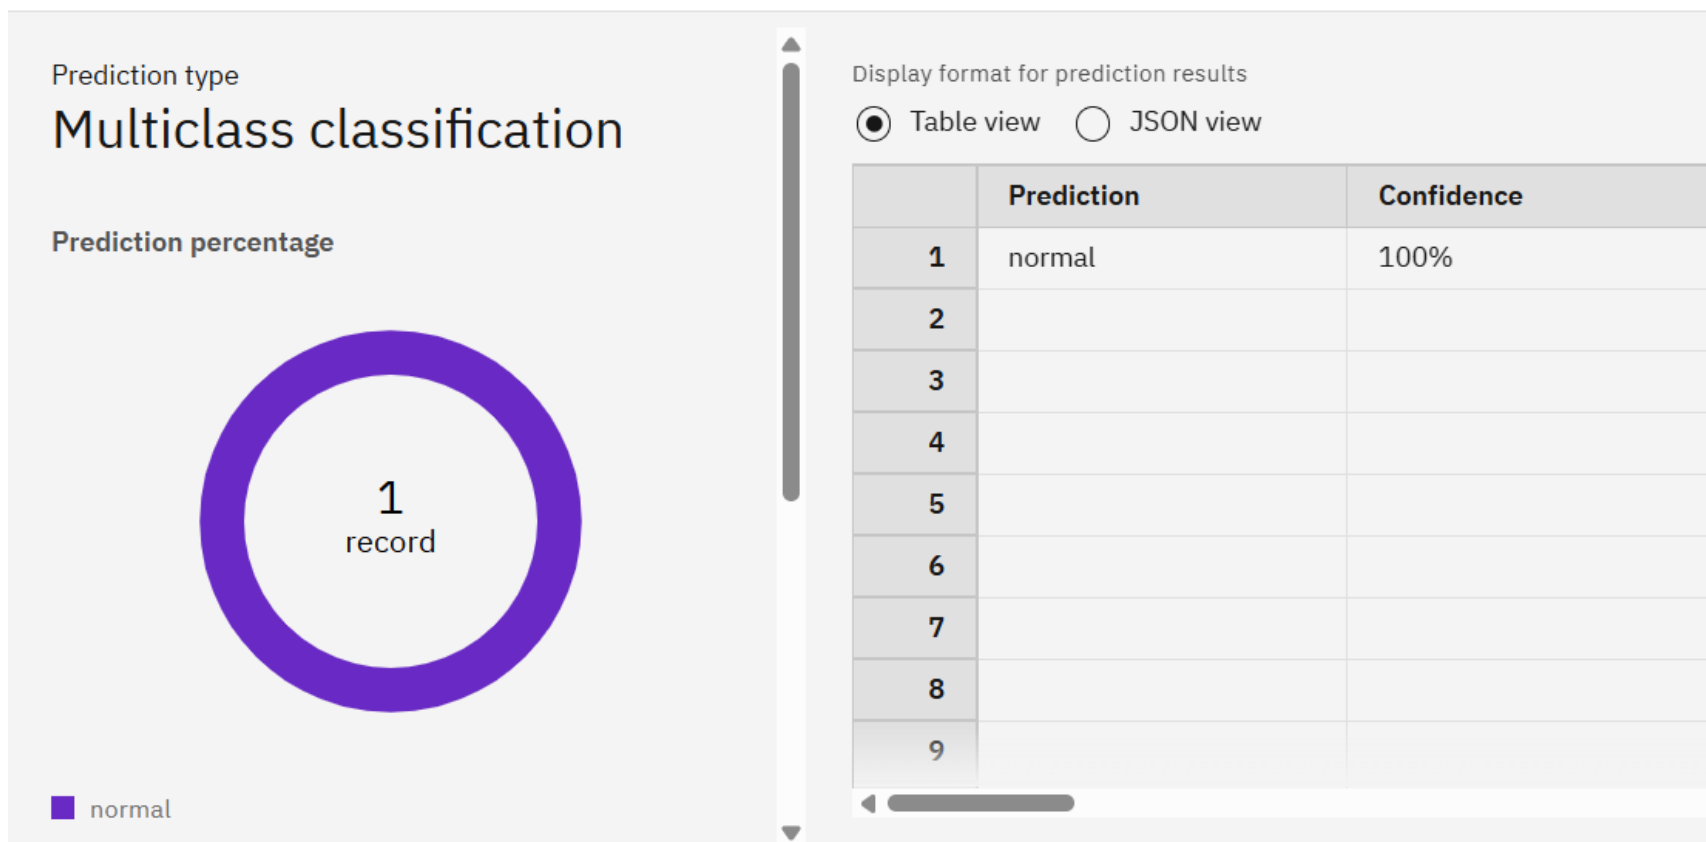 Prediction type
Multiclass classification
Prediction percentage
1
record
normal
Display format for prediction results
Table view JSON view
Prediction Confidence
1 normal 100%
2
3
4
5
6
7
8
9